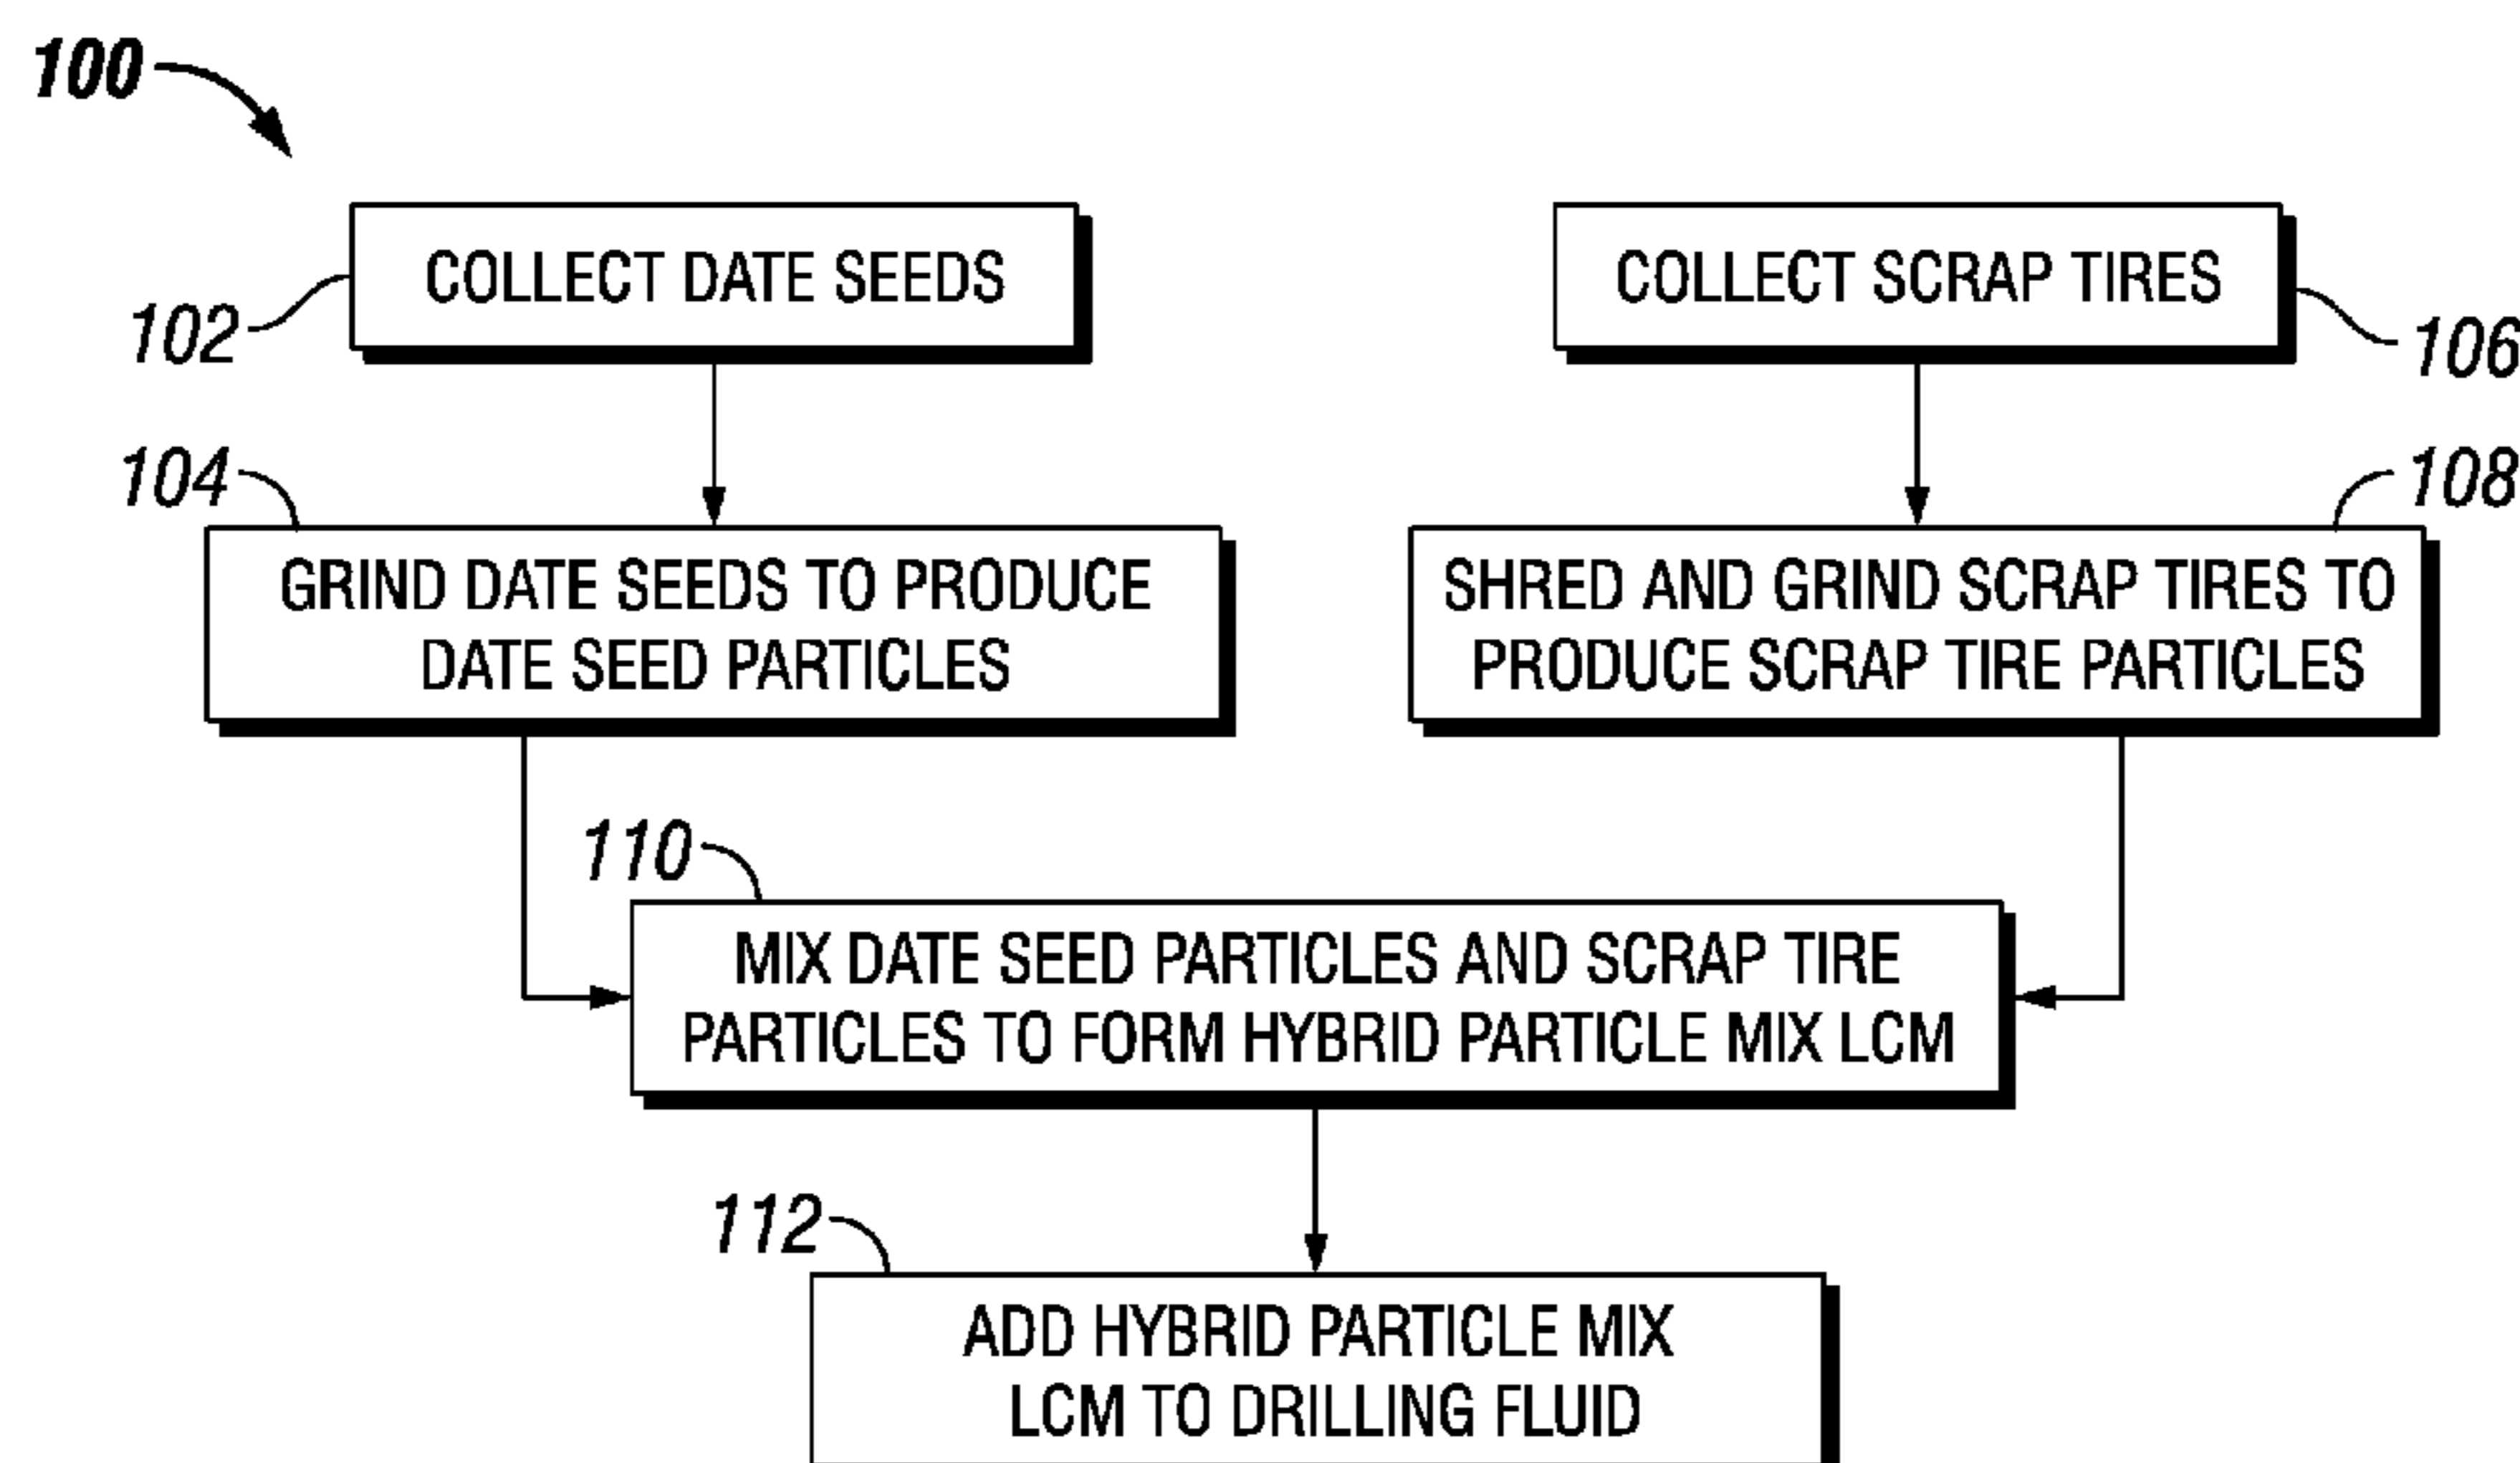 100
COLLECT DATE SEEDS
COLLECT SCRAP TIRES
102
106
104
108
GRIND DATE SEEDS TO PRODUCE
DATE SEED PARTICLES
SHRED AND GRIND SCRAP TIRES TO
PRODUCE SCRAP TIRE PARTICLES
110
MIX DATE SEED PARTICLES AND SCRAP TIRE
PARTICLES TO FORM HYBRID PARTICLE MIX LCM
112
ADD HYBRID PARTICLE MIX
LCM TO DRILLING FLUID